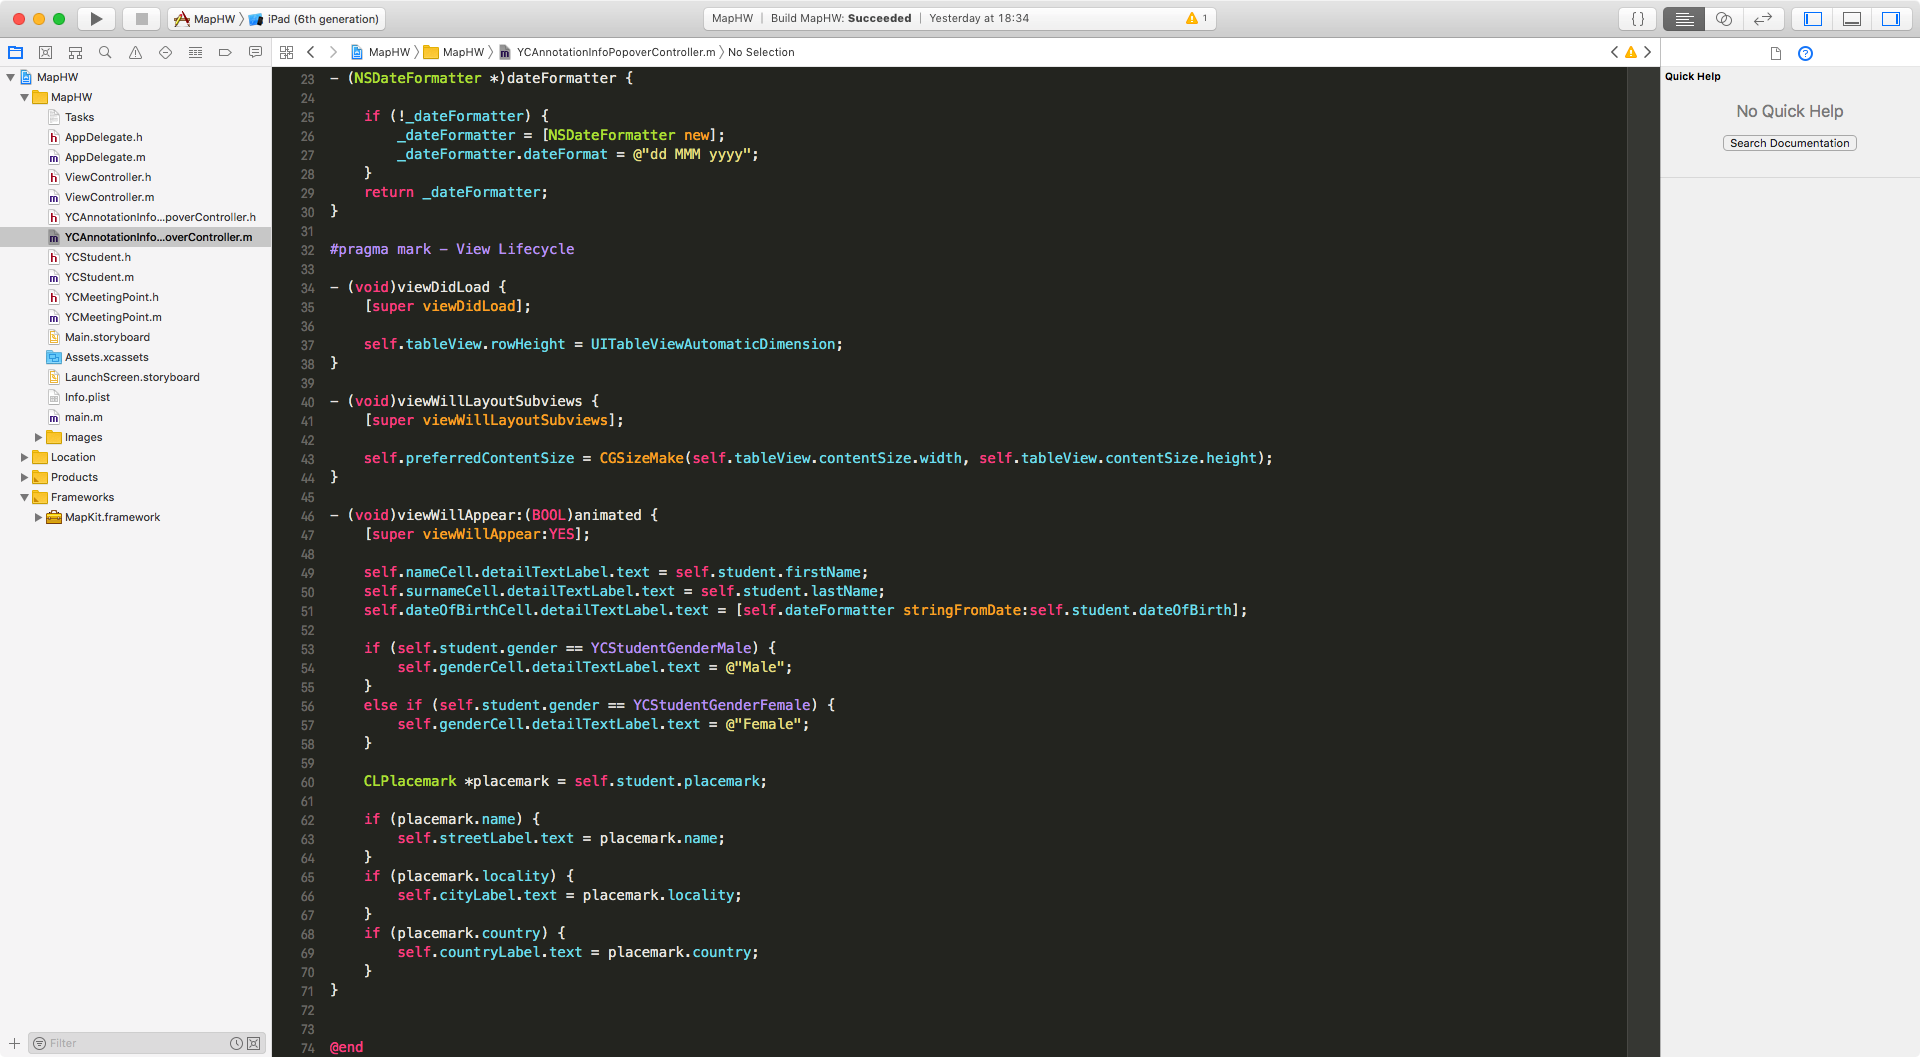 MapHW iPad (6th generation)
MapHW Build MapHW: Succeeded Yesterday at 18:34 1
{}
MapHW MapHW YCAnnotationInfoPopoverController.m No Selection
MapHW
MapHW
Tasks
AppDelegate.h
AppDelegate.m
ViewController.h
ViewController.m
YCAnnotationInfo...poverController.h
YCAnnotationInfo...overController.m
YCStudent.h
YCStudent.m
YCMeetingPoint.h
YCMeetingPoint.m
Main.storyboard
Assets.xcassets
LaunchScreen.storyboard
Info.plist
main.m
Images
Location
Products
Frameworks
MapKit.framework
Filter
23 - (NSDateFormatter *)dateFormatter {
24
25 if (!_dateFormatter) {
26 _dateFormatter = [NSDateFormatter new];
27 _dateFormatter.dateFormat = @"dd MMM yyyy";
28 }
29 return _dateFormatter;
30 }
31
32 #pragma mark - View Lifecycle
33
34 - (void)viewDidLoad {
35 [super viewDidLoad];
36
37 self.tableView.rowHeight = UITableViewAutomaticDimension;
38 }
39
40 - (void)viewWillLayoutSubviews {
41 [super viewWillLayoutSubviews];
42
43 self.preferredContentSize = CGSizeMake(self.tableView.contentSize.width, self.tableView.contentSize.height);
44 }
45
46 - (void)viewWillAppear:(BOOL)animated {
47 [super viewWillAppear:YES];
48
49 self.nameCell.detailTextLabel.text = self.student.firstName;
50 self.surnameCell.detailTextLabel.text = self.student.lastName;
51 self.dateOfBirthCell.detailTextLabel.text = [self.dateFormatter stringFromDate:self.student.dateOfBirth];
52
53 if (self.student.gender == YCStudentGenderMale) {
54 self.genderCell.detailTextLabel.text = @"Male";
55 }
56 else if (self.student.gender == YCStudentGenderFemale) {
57 self.genderCell.detailTextLabel.text = @"Female";
58 }
59
60 CLPlacemark *placemark = self.student.placemark;
61
62 if (placemark.name) {
63 self.streetLabel.text = placemark.name;
64 }
65 if (placemark.locality) {
66 self.cityLabel.text = placemark.locality;
67 }
68 if (placemark.country) {
69 self.countryLabel.text = placemark.country;
70 }
71 }
72
73
74 @end
Quick Help
No Quick Help
Search Documentation